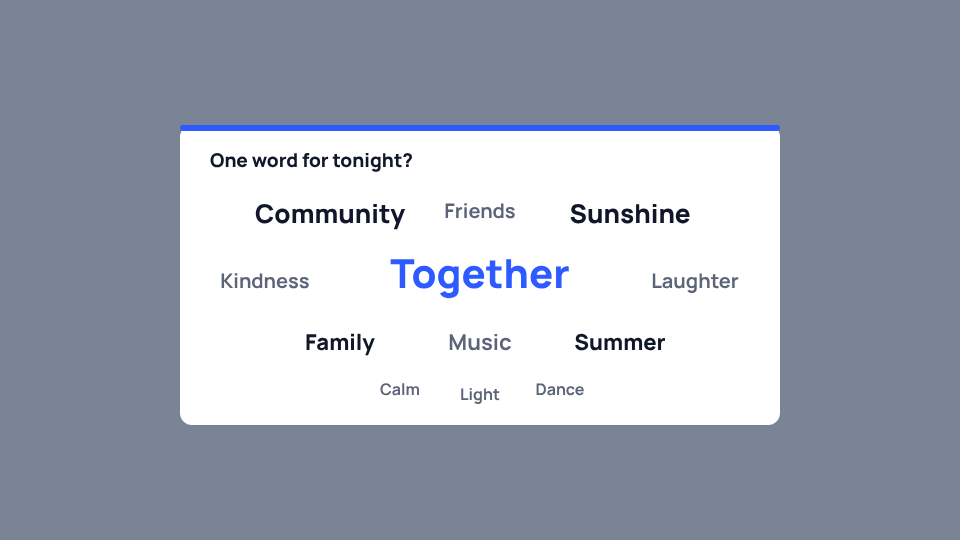 One word for tonight?
Community Friends Sunshine
Kindness Together Laughter
Family Music Summer
Calm Light Dance